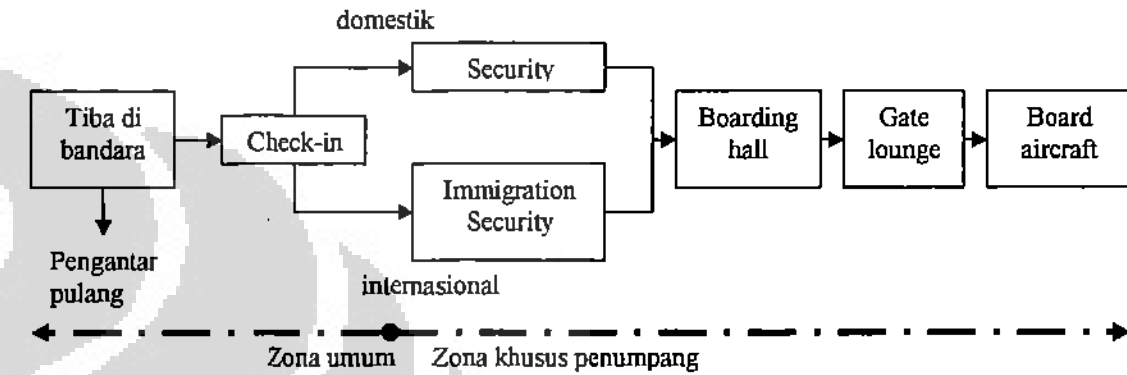 domestik
Security
Tiba di
bandara
Check-in
Boarding
hall
Gate
lounge
Board
aircraft
Immigration
Security
Pengantar
pulang
internasional
Zona umum
Zona khusus penumpang